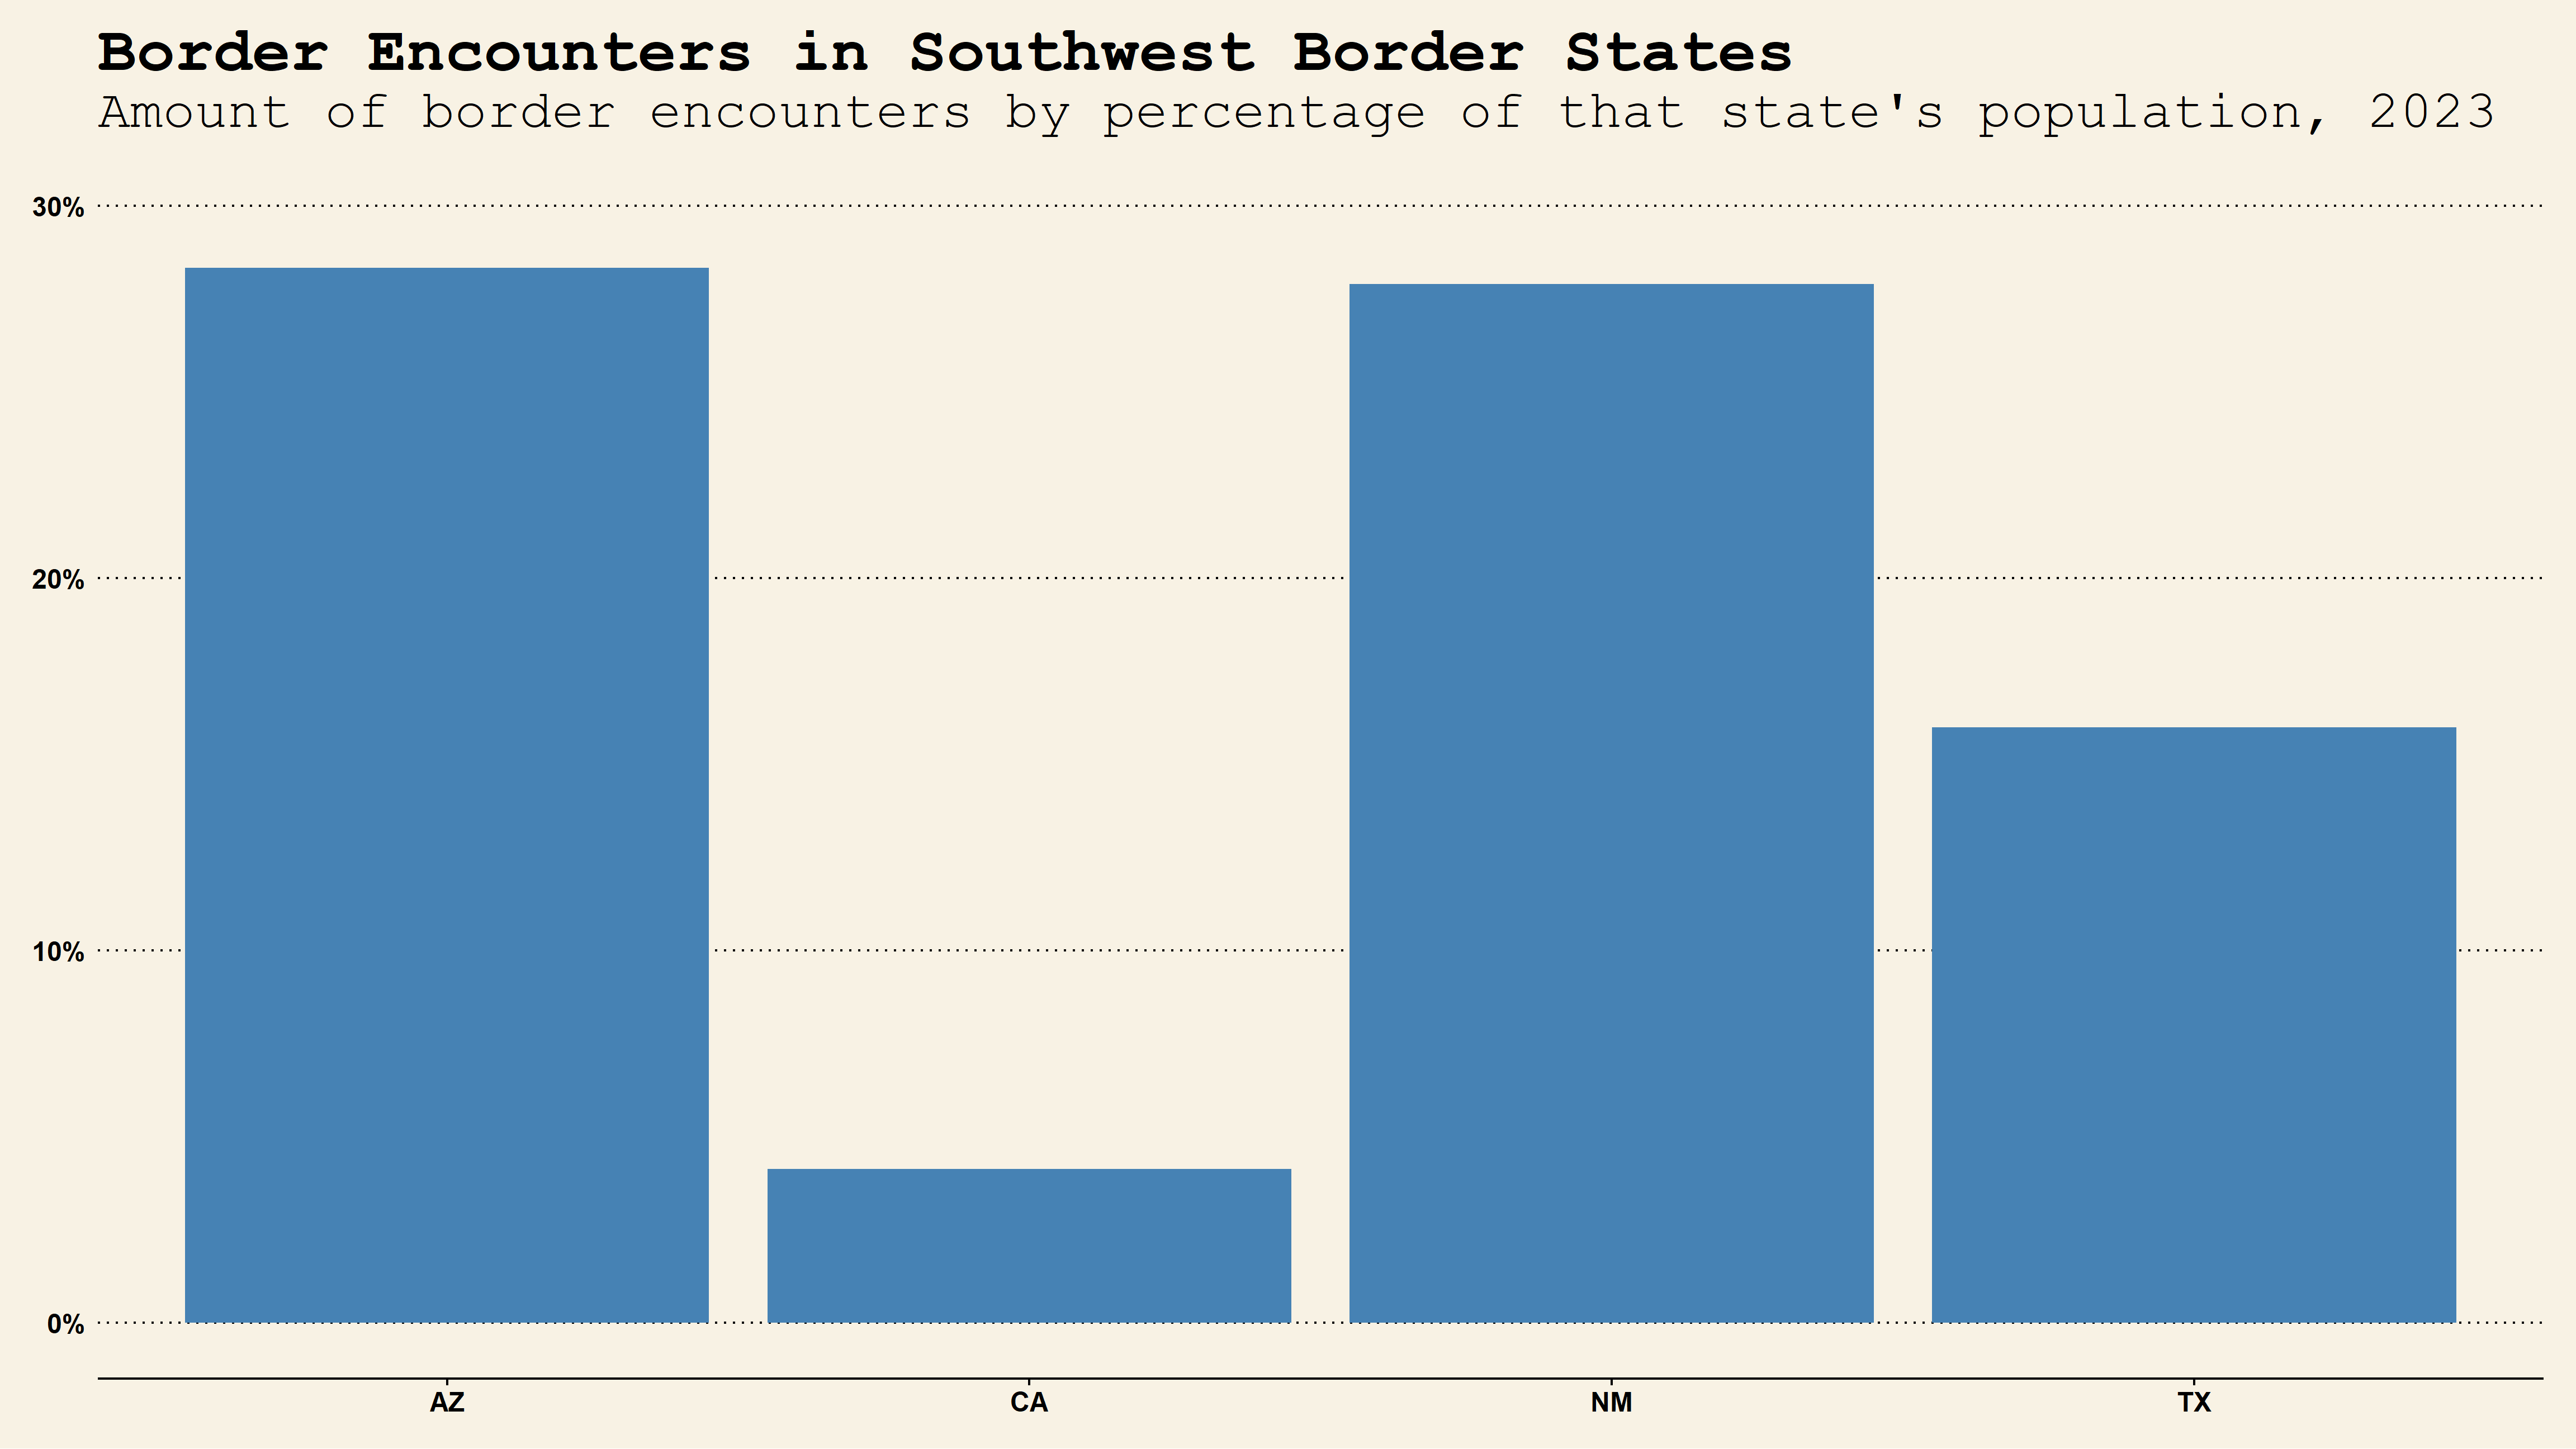 Border Encounters in Southwest Border States
Amount of border encounters by percentage of that state's population, 2023
30%
20%
10%
0%
AZ CA NM TX